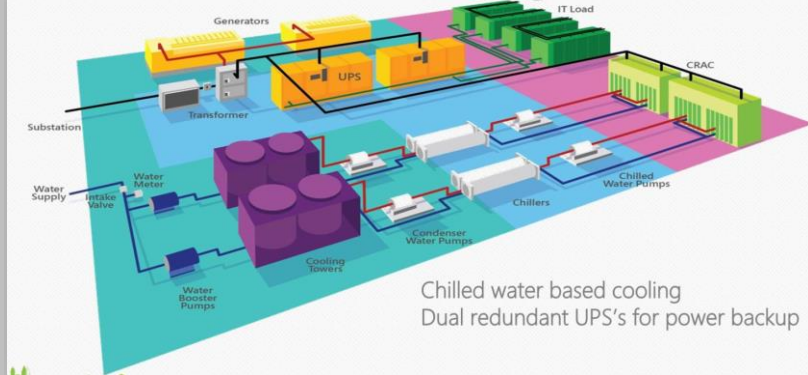 Generators
IT Load
UPS
CRAC
Substation
Transformer
Water
Supply
Intake
Valve
Water
Meter
Water
Booster
Pumps
Cooling
Towers
Condenser
Water Pumps
Chillers
Chilled
Water Pumps
Chilled water based cooling
Dual redundant UPS's for power backup